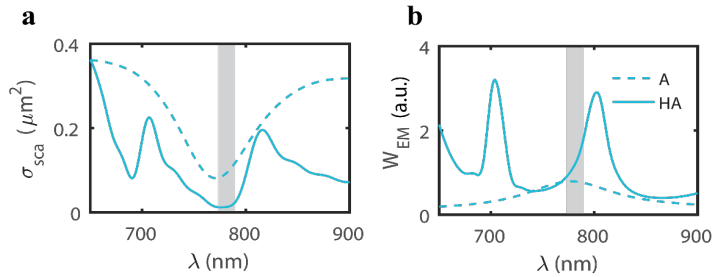 a
0.4
0.2
0
σsca (μm²)
700
800
900
λ (nm)
b
4
2
0
WEM (a.u.)
A
HA
700
800
900
λ (nm)